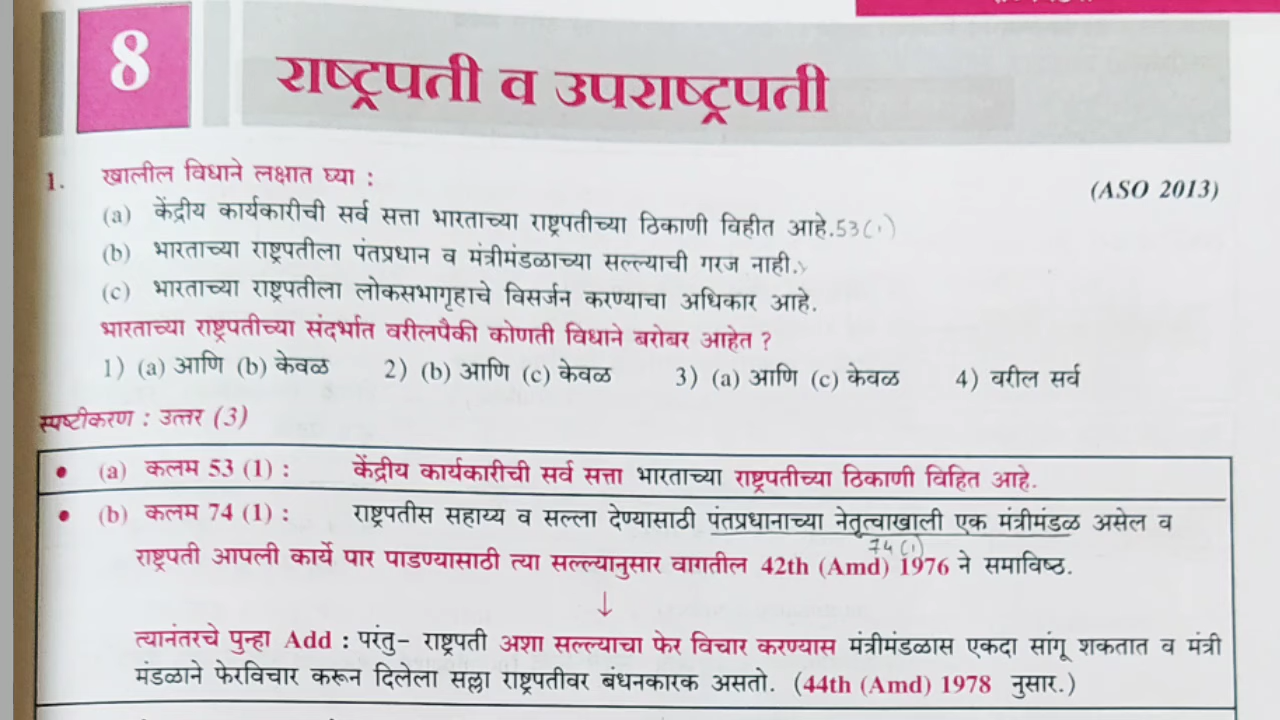 8
राष्ट्रपती व उपराष्ट्रपती
1. खालील विधाने लक्षात घ्या : (ASO 2013)
(a) केंद्रीय कार्यकारीची सर्व सत्ता भारताच्या राष्ट्रपतीच्या ठिकाणी विहीत आहे. 53(1)
(b) भारताच्या राष्ट्रपतीला पंतप्रधान व मंत्रीमंडळाच्या सल्ल्याची गरज नाही.
(c) भारताच्या राष्ट्रपतीला लोकसभागृहाचे विसर्जन करण्याचा अधिकार आहे.
भारताच्या राष्ट्रपतीच्या संदर्भात वरीलपैकी कोणती विधाने बरोबर आहेत ?
1) (a) आणि (b) केवळ 2) (b) आणि (c) केवळ 3) (a) आणि (c) केवळ 4) वरील सर्व
स्पष्टीकरण : उत्तर (3)
• (a) कलम 53 (1) : केंद्रीय कार्यकारीची सर्व सत्ता भारताच्या राष्ट्रपतीच्या ठिकाणी विहित आहे.
• (b) कलम 74 (1) : राष्ट्रपतीस सहाय्य व सल्ला देण्यासाठी पंतप्रधानाच्या नेतृत्वाखाली एक मंत्रीमंडळ असेल व
74(1)
राष्ट्रपती आपली कार्ये पार पाडण्यासाठी त्या सल्ल्यानुसार वागतील 42th (Amd) 1976 ने समाविष्ठ.
↓
त्यानंतरचे पुन्हा Add : परंतु- राष्ट्रपती अशा सल्ल्याचा फेर विचार करण्यास मंत्रीमंडळास एकदा सांगू शकतात व मंत्री
मंडळाने फेरविचार करून दिलेला सल्ला राष्ट्रपतीवर बंधनकारक असतो. (44th (Amd) 1978 नुसार.)